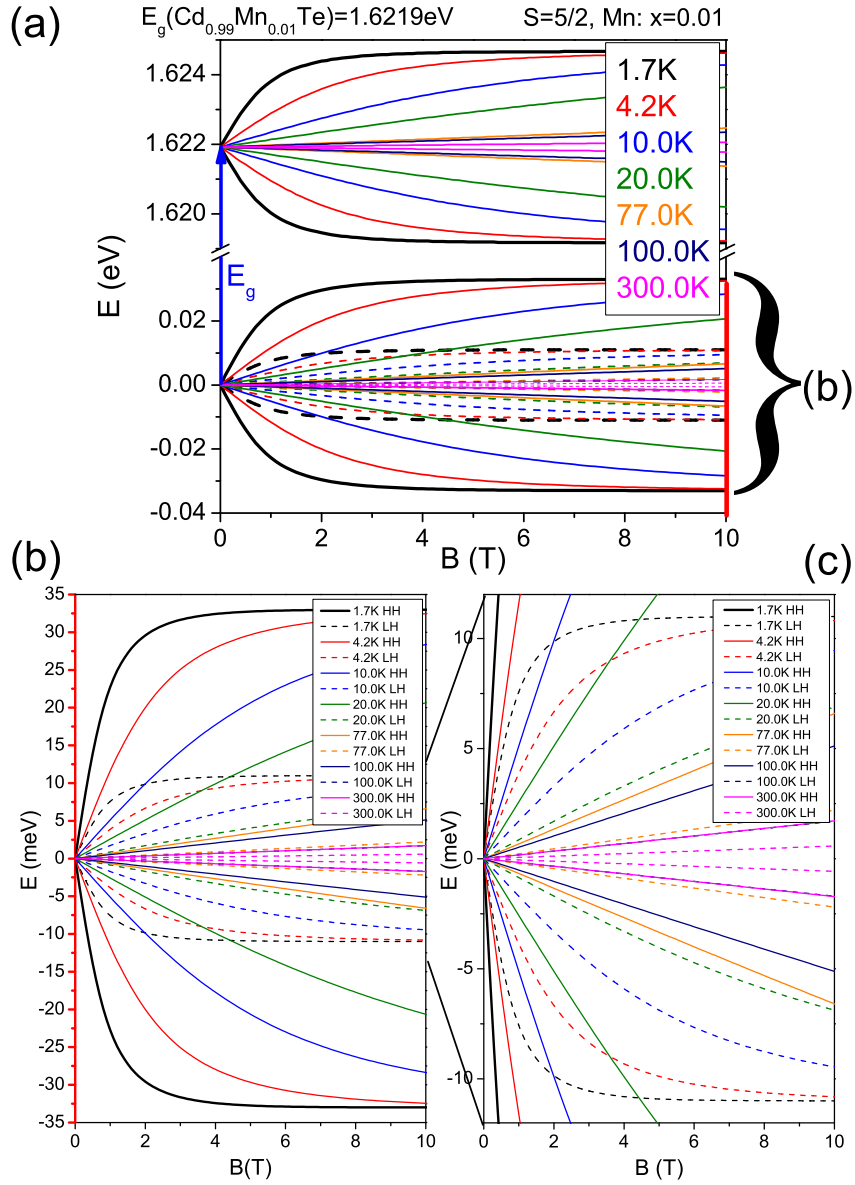 (a)
E_g(Cd_0.99Mn_0.01Te)=1.6219eV S=5/2, Mn: x=0.01
1.624
1.622
1.620
0.02
0.00
-0.02
-0.04
E (eV)
E_g
1.7K
4.2K
10.0K
20.0K
77.0K
100.0K
300.0K
(b)
0 2 4 6 8 10
B (T)
(b)
35
30
25
20
15
10
5
0
-5
-10
-15
-20
-25
-30
-35
E (meV)
1.7K HH
1.7K LH
4.2K HH
4.2K LH
10.0K HH
10.0K LH
20.0K HH
20.0K LH
77.0K HH
77.0K LH
100.0K HH
100.0K LH
300.0K HH
300.0K LH
0 2 4 6 8 10
B(T)
(c)
10
5
0
-5
-10
E (meV)
1.7K HH
1.7K LH
4.2K HH
4.2K LH
10.0K HH
10.0K LH
20.0K HH
20.0K LH
77.0K HH
77.0K LH
100.0K HH
100.0K LH
300.0K HH
300.0K LH
0 2 4 6 8 10
B (T)